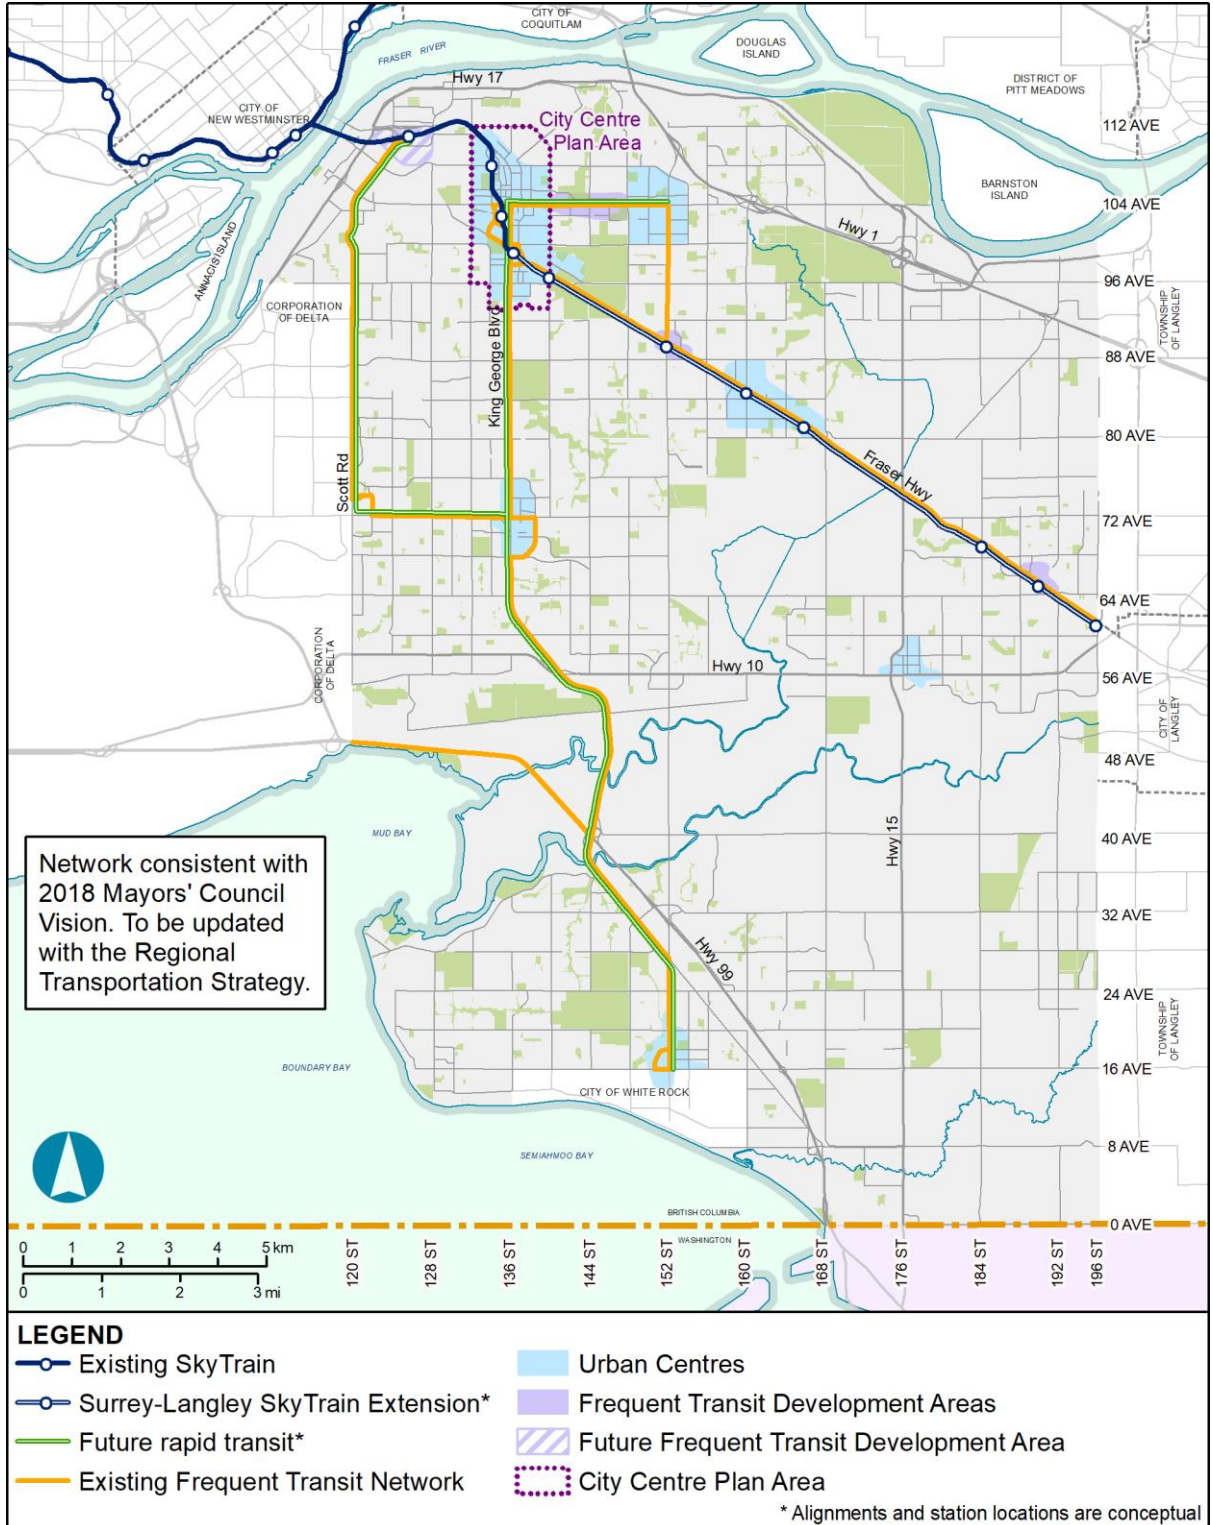 CITY OF
COQUITLAM
DOUGLAS
ISLAND
FRASER RIVER
Hwy 17
DISTRICT OF
PITT MEADOWS
CITY OF
NEW WESTMINSTER
City Centre
Plan Area
112 AVE
BARNSTON
ISLAND
104 AVE
Hwy 1
ANNACIS ISLAND
96 AVE
CORPORATION
OF DELTA
TOWNSHIP
OF LANGLEY
King George Blvd
88 AVE
80 AVE
Scott Rd
Fraser Hwy
72 AVE
64 AVE
CORPORATION
OF DELTA
Hwy 10
56 AVE
CITY OF
LANGLEY
48 AVE
MUD BAY
Hwy 15
40 AVE
Network consistent with
2018 Mayors' Council
Vision. To be updated
with the Regional
Transportation Strategy.
32 AVE
Hwy 99
24 AVE
TOWNSHIP
OF LANGLEY
BOUNDARY BAY
16 AVE
CITY OF WHITE ROCK
8 AVE
SEMIAHMOO BAY
BRITISH COLUMBIA
0 AVE
WASHINGTON
0 1 2 3 4 5 km
0 1 2 3 mi
120 ST
128 ST
136 ST
144 ST
152 ST
160 ST
168 ST
176 ST
184 ST
192 ST
196 ST
LEGEND
Existing SkyTrain
Surrey-Langley SkyTrain Extension*
Future rapid transit*
Existing Frequent Transit Network
Urban Centres
Frequent Transit Development Areas
Future Frequent Transit Development Area
City Centre Plan Area
* Alignments and station locations are conceptual